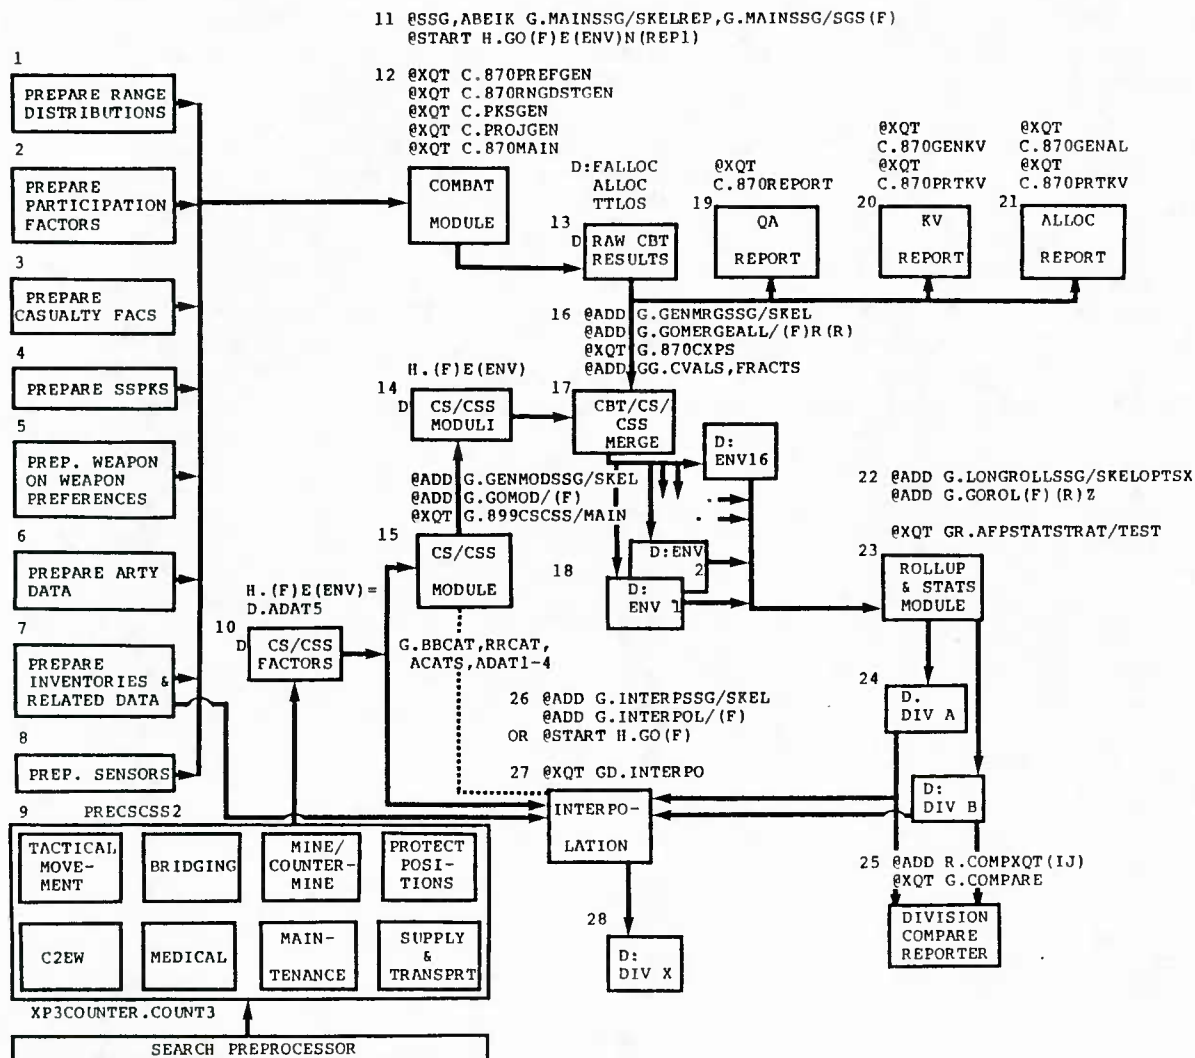 11 @SSG,ABEIK G.MAINSSG/SKELREP,G.MAINSSG/SGS(F)
@START H.GO(F)E(ENV)N(REP1)
1
PREPARE RANGE
DISTRIBUTIONS
12 @XQT C.870PREFGEN
@XQT C.870RNGDSTGEN
@XQT C.PKSGEN
@XQT C.PROJGEN
@XQT C.870MAIN
2
PREPARE
PARTICIPATION
FACTORS
COMBAT
MODULE
D:FALLOC
ALLOC
TTLOS
13
D RAW CBT
RESULTS
@XQT
C.870REPORT
19
QA
REPORT
@XQT
C.870GENKV
@XQT
C.870PRTKV
20
KV
REPORT
@XQT
C.870GENAL
@XQT
C.870PRTKV
21
ALLOC
REPORT
3
PREPARE
CASUALTY FACS
16 @ADD G.GENMRGSSG/SKEL
@ADD G.GOMERGEALL/(F)R(R)
@XQT G.870CXPS
@ADD GG.CVALS,FRACTS
4
PREPARE SSPKS
H.(F)E(ENV)
14
D CS/CSS
MODULI
17
CBT/CS/
CSS
MERGE
5
PREP. WEAPON
ON WEAPON
PREFERENCES
D:
ENV16
@ADD G.GENMODSSG/SKEL
@ADD G.GOMOD/(F)
@XQT G.899CSCSS/MAIN
22 @ADD G.LONGROLLSSG/SKELOPTSX
@ADD G.GOROL(F)(R)Z
@XQT GR.AFPSTATSTRAT/TEST
6
PREPARE ARTY
DATA
15
CS/CSS
MODULE
18
D:ENV
2
D:
ENV 1
23
ROLLUP
& STATS
MODULE
H.(F)E(ENV)=
D.ADAT5
10
D CS/CSS
FACTORS
7
PREPARE
INVENTORIES &
RELATED DATA
G.BBCAT,RRCAT,
ACATS,ADAT1-4
24
D.
DIV A
26 @ADD G.INTERPSSG/SKEL
@ADD G.INTERPOL/(F)
OR @START H.GO(F)
8
PREP. SENSORS
27 @XQT GD.INTERPO
INTERPO-
LATION
D:
DIV B
9 PRECSCSS2
TACTICAL
MOVE-
MENT
BRIDGING
MINE/
COUNTER-
MINE
PROTECT
POSI-
TIONS
25 @ADD R.COMPXQT(IJ)
@XQT G.COMPARE
DIVISION
COMPARE
REPORTER
C2EW
MEDICAL
MAIN-
TENANCE
SUPPLY
&
TRANSPRT
28
D:
DIV X
XP3COUNTER.COUNT3
SEARCH PREPROCESSOR